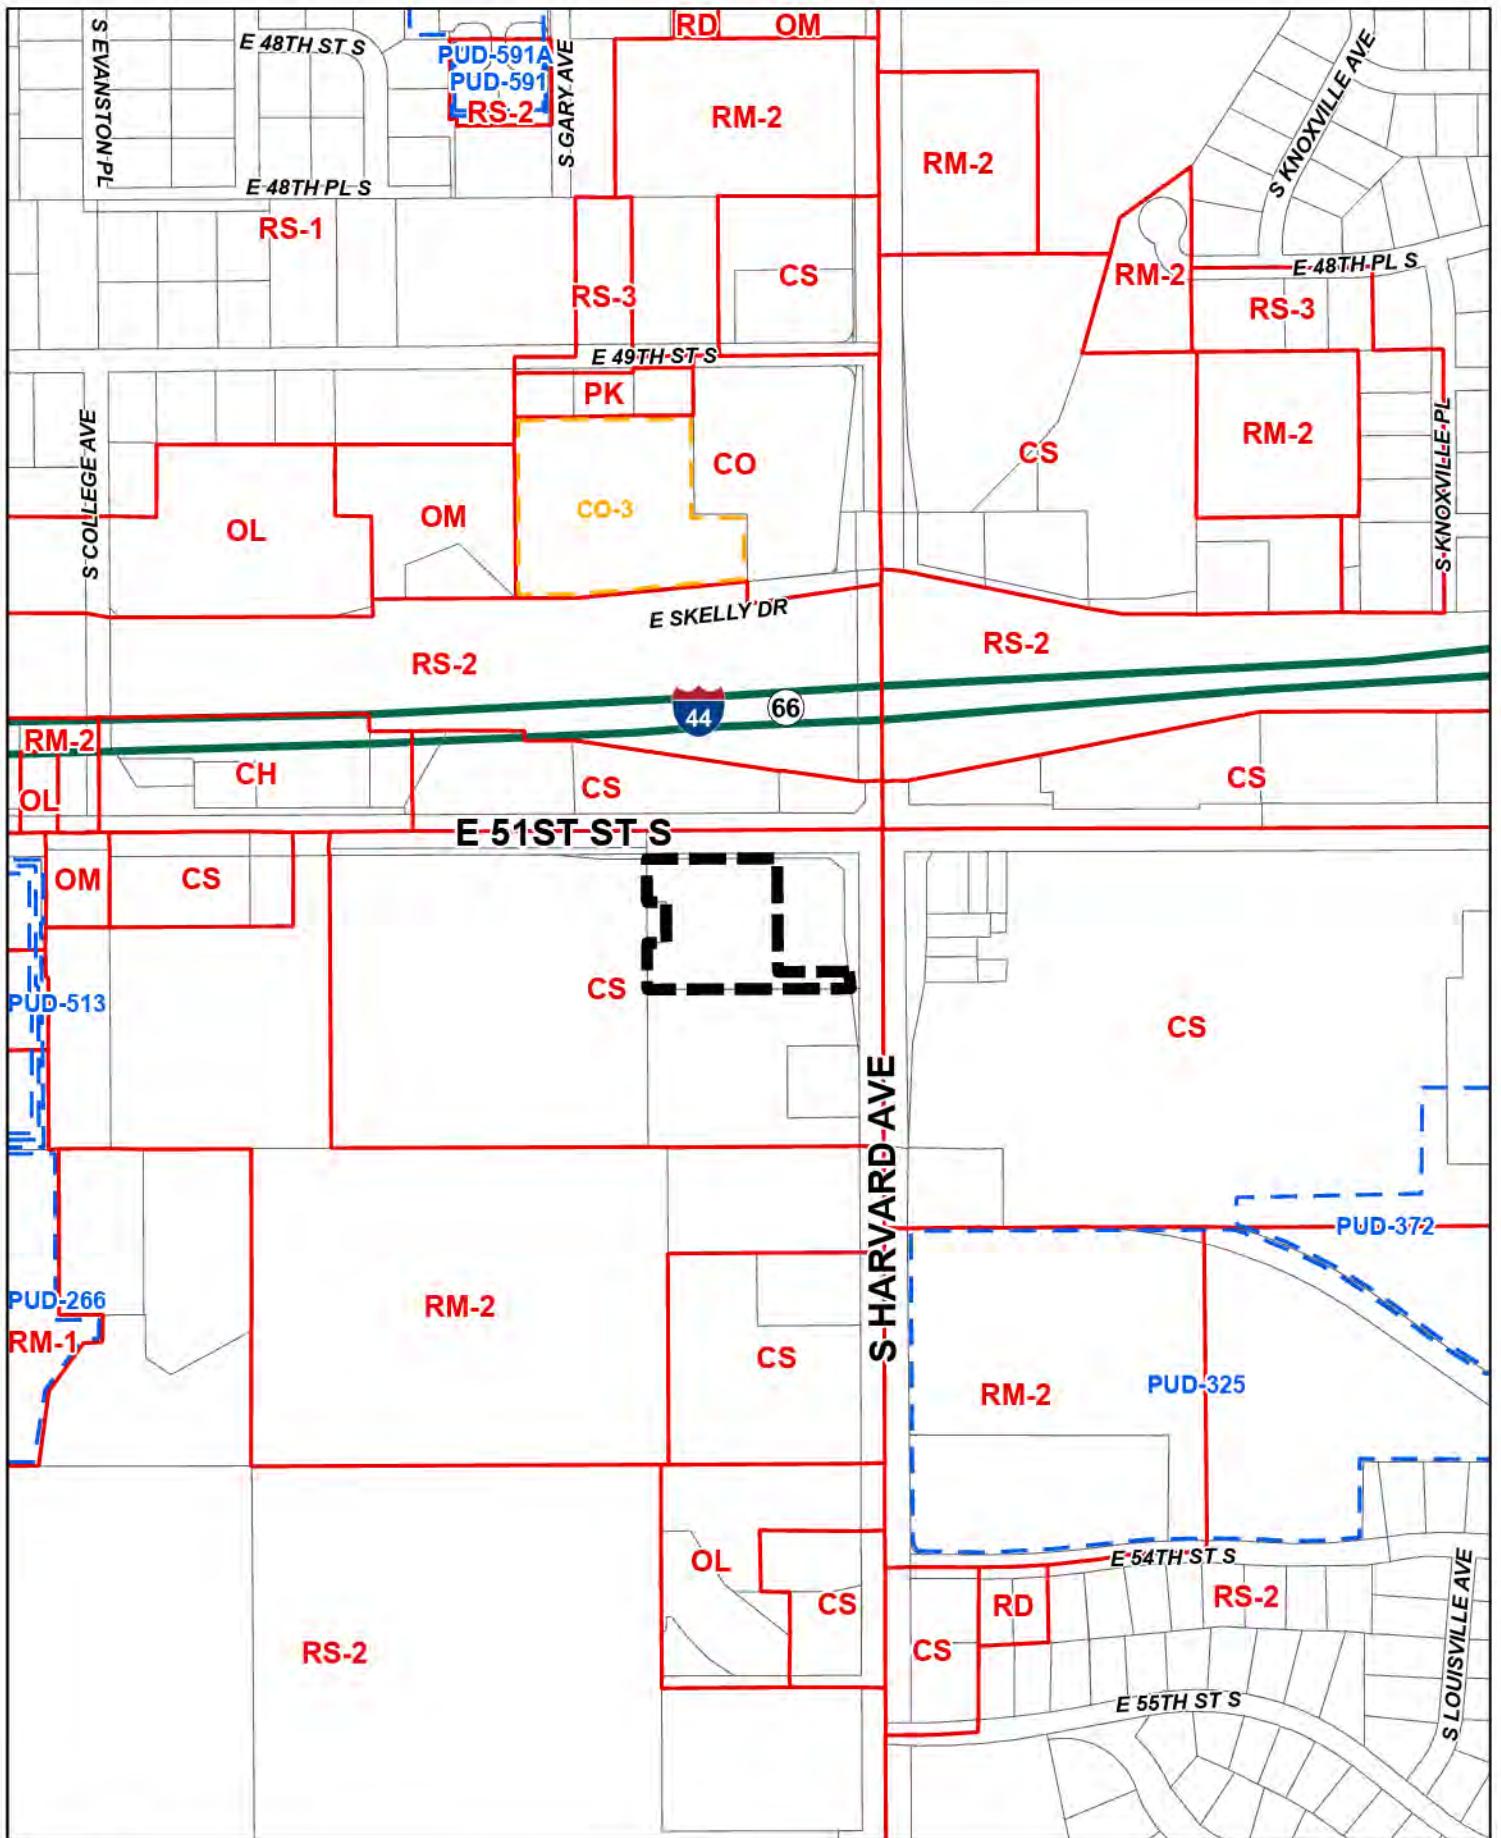 S EVANSTON PL
E 48TH ST S
PUD-591A
PUD-591
RS-2
S GARY AVE
RD
OM
RM-2
RM-2
S KNOXVILLE AVE
E 48TH PL S
RS-1
RS-3
CS
RM-2
E 48TH PL S
RS-3
E 49TH ST S
PK
CO
CS
RM-2
S KNOXVILLE PL
S COLLEGE AVE
OL
OM
CO-3
E SKELLY DR
RS-2
RS-2
44
66
RM-2
CH
OL
CS
CS
E 51ST ST S
OM
CS
CS
PUD-513
CS
S HARVARD AVE
PUD-372
PUD-266
RM-1
RM-2
CS
RM-2
PUD-325
OL
CS
E 54TH ST S
RD
RS-2
CS
RS-2
S LOUISVILLE AVE
E 55TH ST S